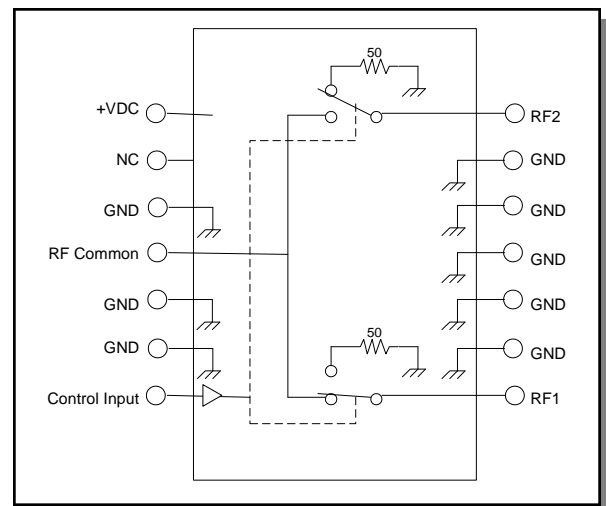 50
+VDC
RF2
NC
GND
GND
GND
RF Common
GND
GND
GND
50
GND
GND
Control Input
RF1